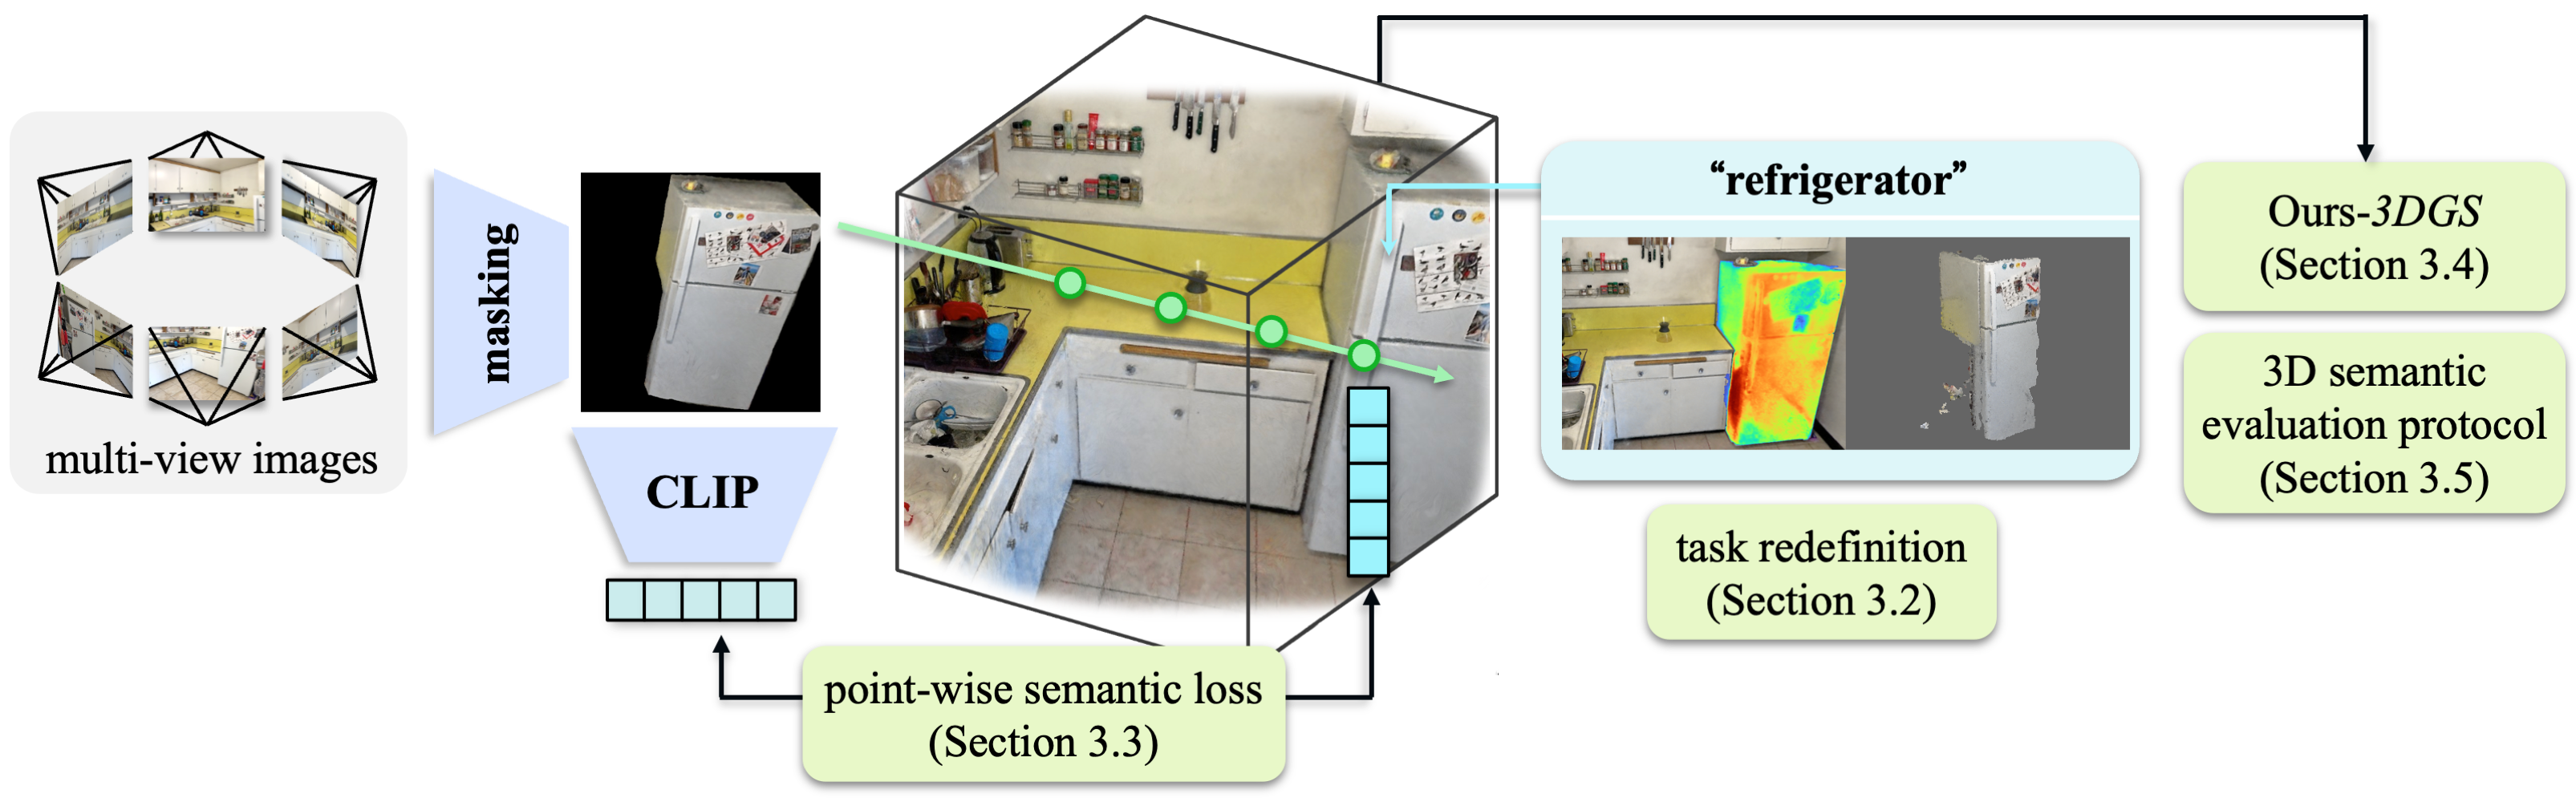 multi-view images
masking
CLIP
point-wise semantic loss
(Section 3.3)
“refrigerator”
task redefinition
(Section 3.2)
Ours-3DGS
(Section 3.4)
3D semantic
evaluation protocol
(Section 3.5)